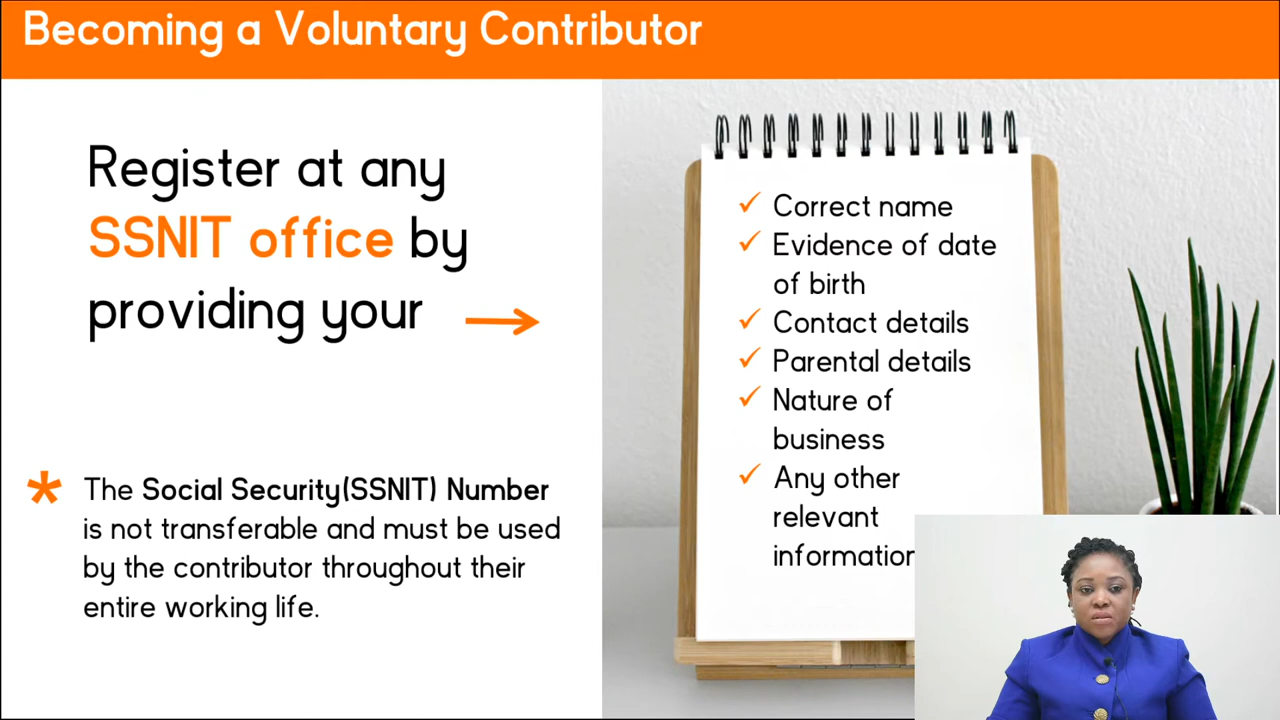 Becoming a Voluntary Contributor
Register at any
SSNIT office by
providing your
* The Social Security(SSNIT) Number
is not transferable and must be used
by the contributor throughout their
entire working life.
✓ Correct name
✓ Evidence of date
of birth
✓ Contact details
✓ Parental details
✓ Nature of
business
✓ Any other
relevant
information